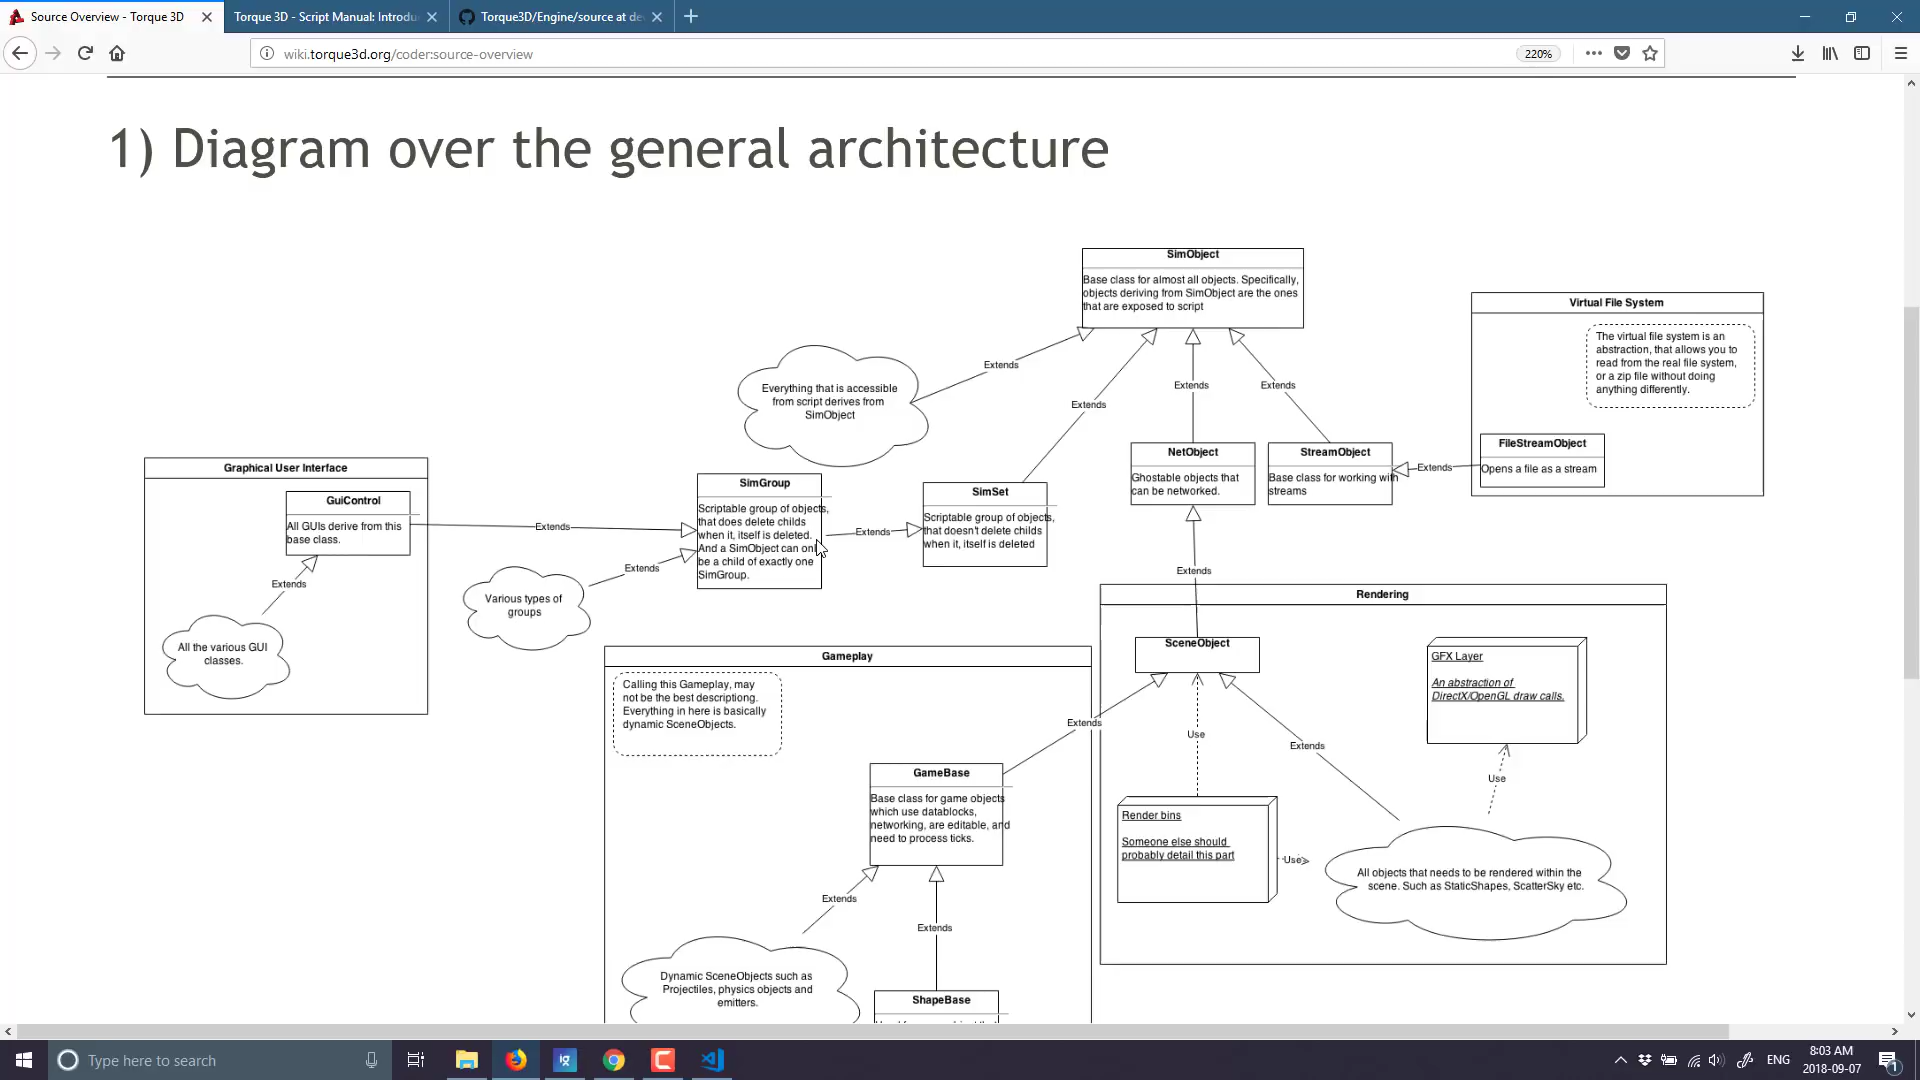 Source Overview - Torque 3D
Torque 3D - Script Manual: Introdu
Torque3D/Engine/source at de
wiki.torque3d.org/coder:source-overview
220%
1) Diagram over the general architecture
SimObject
Base class for almost all objects. Specifically,
objects deriving from SimObject are the ones
that are exposed to script
Virtual File System
The virtual file system is an
abstraction, that allows you to
read from the real file system,
or a zip file without doing
anything differently.
Extends
Everything that is accessible
from script derives from
SimObject
Extends
Extends
Extends
FileStreamObject
Opens a file as a stream
Extends
NetObject
Ghostable objects that
can be networked.
StreamObject
Base class for working with
streams
Graphical User Interface
GuiControl
All GUIs derive from this
base class.
Extends
All the various GUI
classes.
Extends
SimGroup
Scriptable group of objects,
that does delete childs
when it, itself is deleted.
And a SimObject can onl
be a child of exactly one
SimGroup.
Extends
SimSet
Scriptable group of objects,
that doesn't delete childs
when it, itself is deleted
Extends
Various types of
groups
Extends
Rendering
SceneObject
GFX Layer
An abstraction of
DirectX/OpenGL draw calls.
Gameplay
Calling this Gameplay, may
not be the best descriptiong.
Everything in here is basically
dynamic SceneObjects.
Extends
Use
Extends
Use
GameBase
Base class for game objects
which use datablocks,
networking, are editable, and
need to process ticks.
Render bins
Someone else should
probably detail this part
Use
All objects that needs to be rendered within the
scene. Such as StaticShapes, ScatterSky etc.
Extends
Extends
Dynamic SceneObjects such as
Projectiles, physics objects and
emitters.
ShapeBase
Type here to search
ENG
8:03 AM
2018-09-07